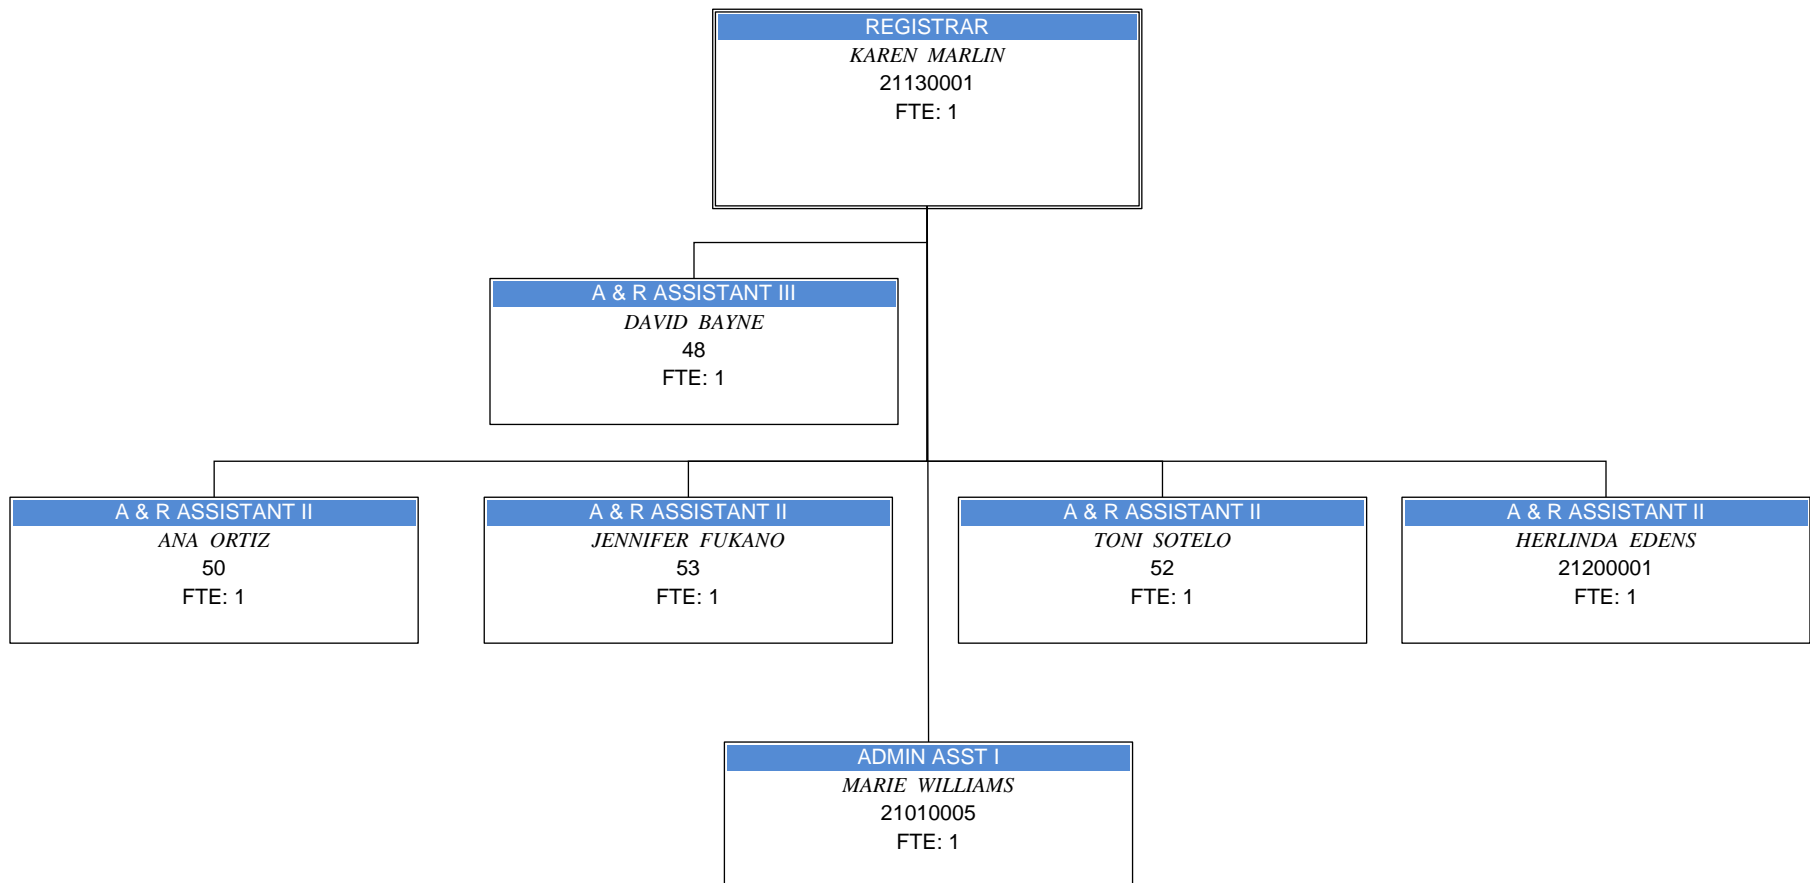 REGISTRAR
KAREN MARLIN
21130001
FTE: 1
A & R ASSISTANT III
DAVID BAYNE
48
FTE: 1
A & R ASSISTANT II
ANA ORTIZ
50
FTE: 1
A & R ASSISTANT II
JENNIFER FUKANO
53
FTE: 1
A & R ASSISTANT II
TONI SOTELO
52
FTE: 1
A & R ASSISTANT II
HERLINDA EDENS
21200001
FTE: 1
ADMIN ASST I
MARIE WILLIAMS
21010005
FTE: 1